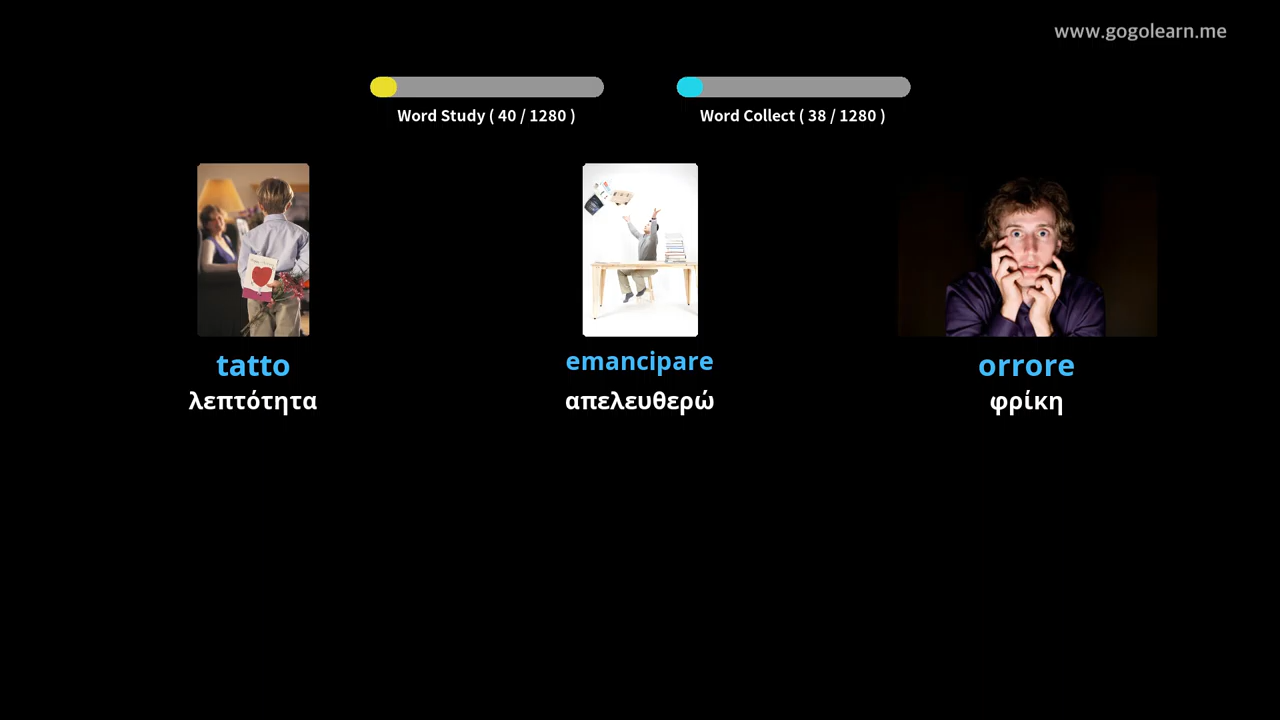 www.gogolearn.me
Word Study ( 40 / 1280 )
Word Collect ( 38 / 1280 )
tatto
λεπτότητα
emancipare
απελευθερώ
orrore
φρίκη